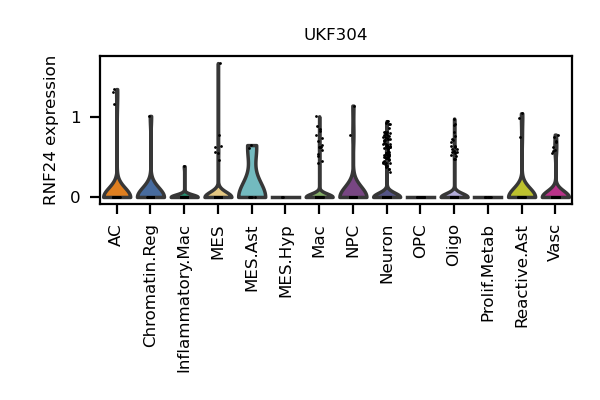 UKF304
RNF24 expression
1
0
AC
Chromatin.Reg
Inflammatory.Mac
MES
MES.Ast
MES.Hyp
Mac
NPC
Neuron
OPC
Oligo
Prolif.Metab
Reactive.Ast
Vasc